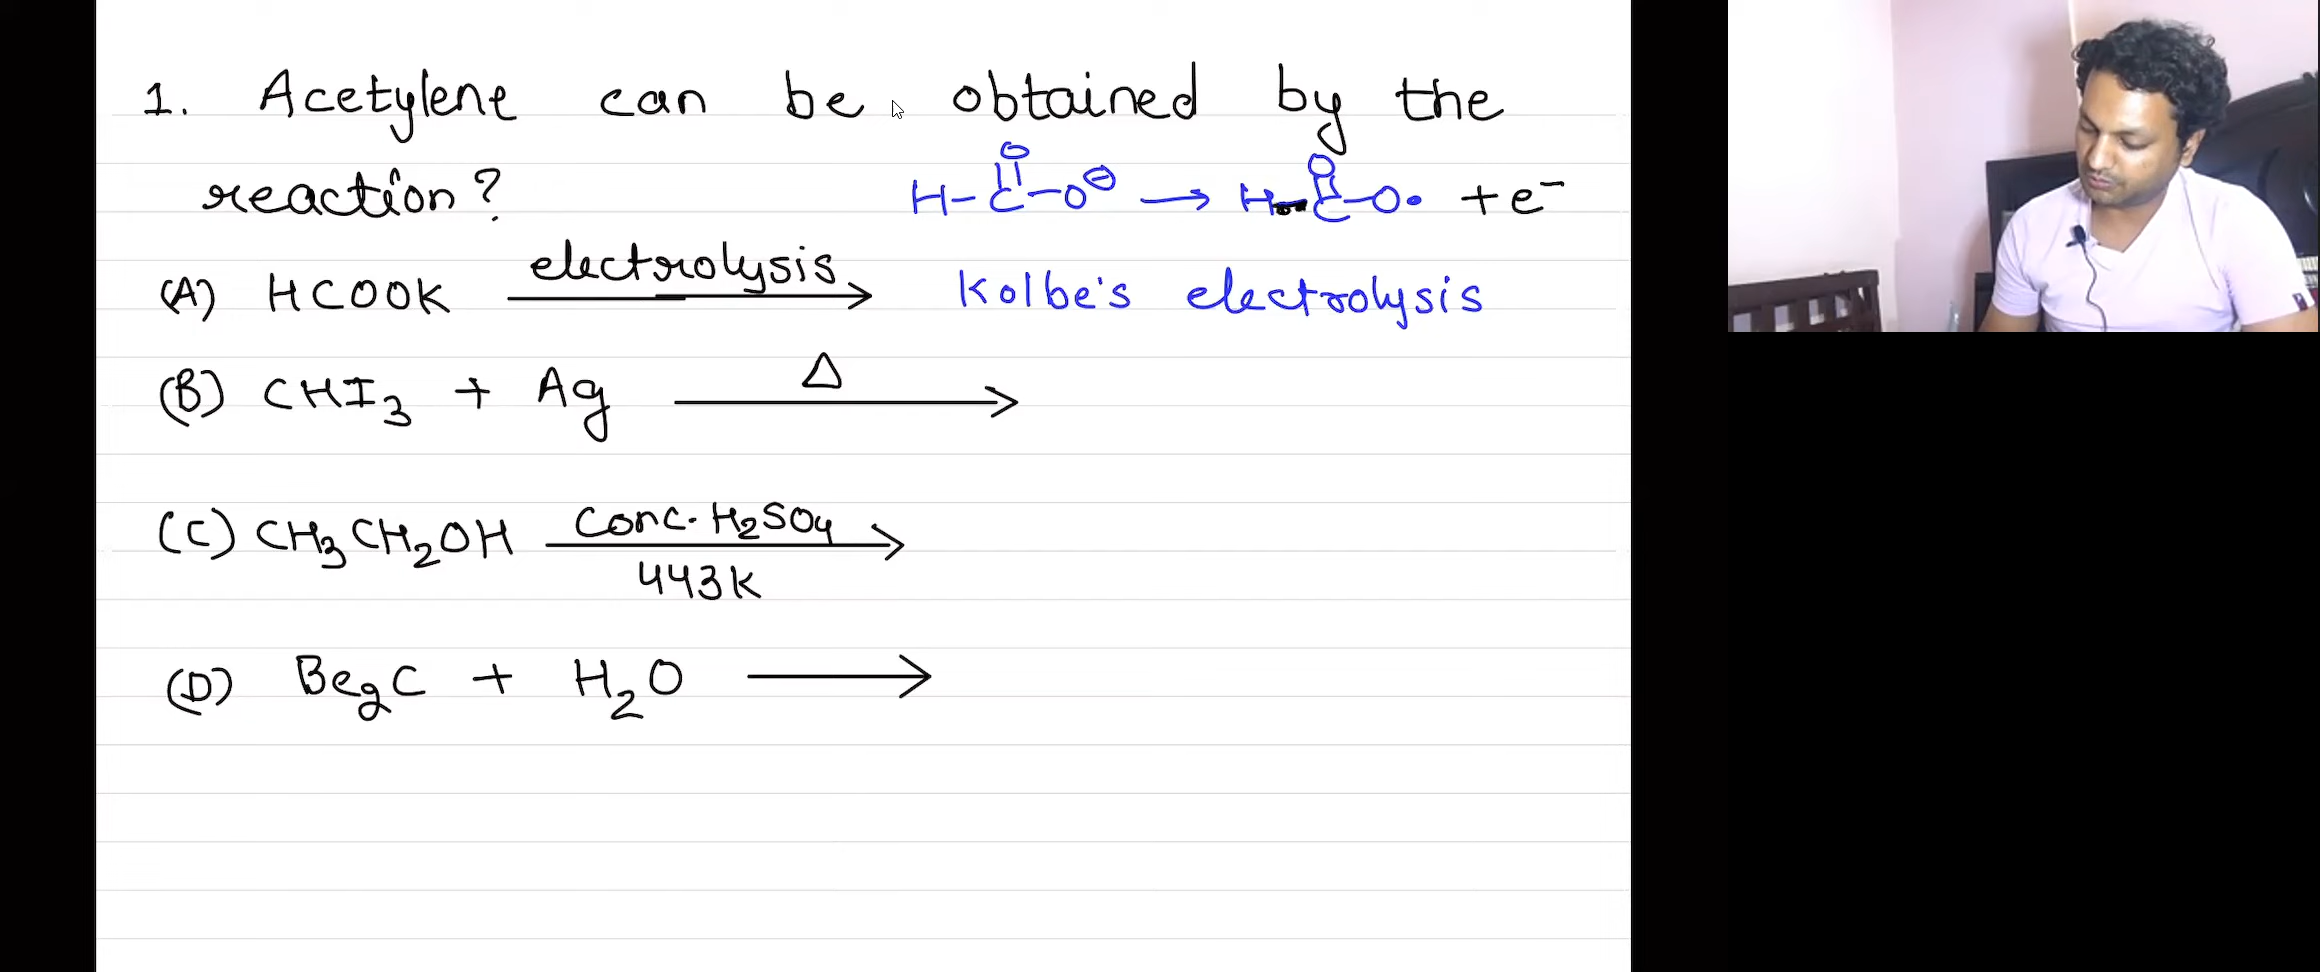 1. Acetylene can be obtained by the
reaction?
H-C(=O)-O⊖ → H-C(=O)-O• + e⁻
(A) HCOOK electrolysis → Kolbe's electrolysis
(B) CHI₃ + Ag Δ →
(C) CH₃CH₂OH Conc. H₂SO₄ →
443K
(D) Be₂C + H₂O →